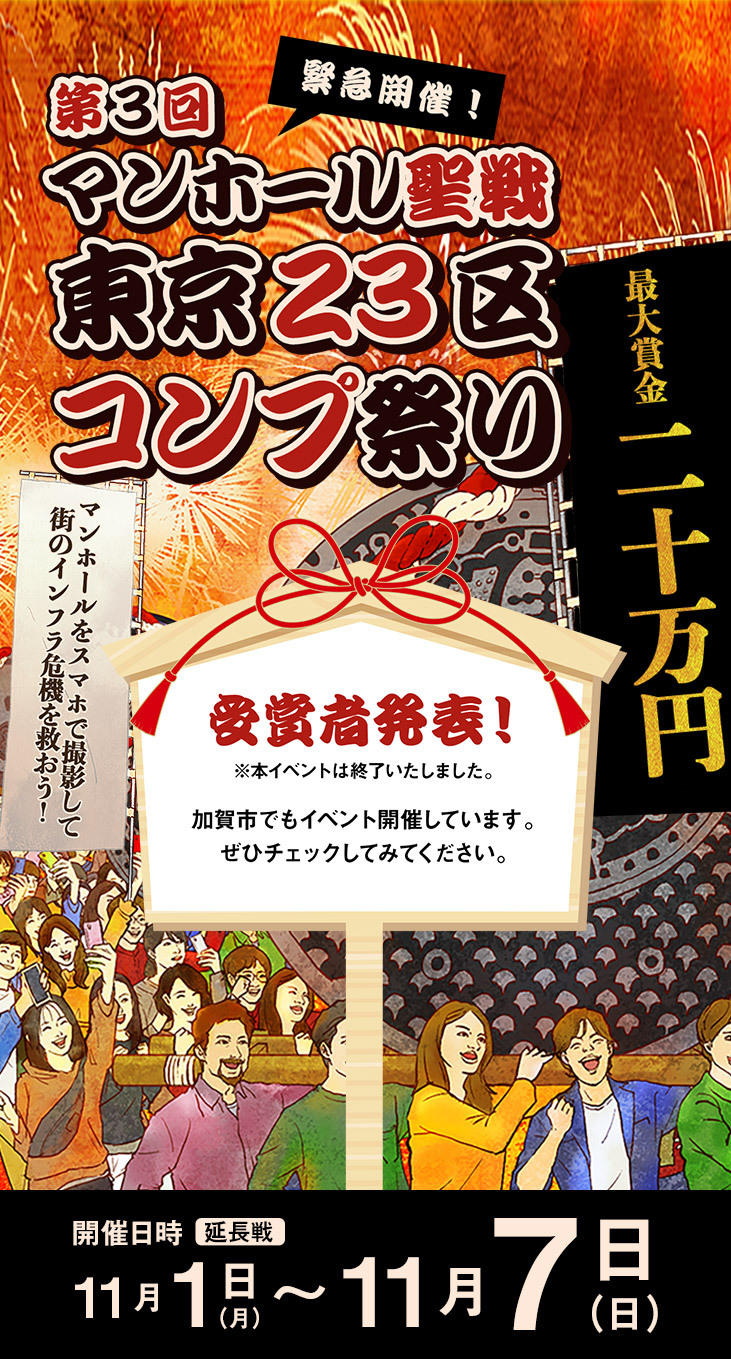 緊急開催！
第3回
マンホール聖戦
東京23区
コンプ祭り
最大賞金 二十万円
マンホールをスマホで撮影して
街のインフラ危機を救おう！
受賞者発表！
※本イベントは終了いたしました。
加賀市でもイベント開催しています。
ぜひチェックしてみてください。
開催日時 延長戦
11月1日(月)〜11月7日(日)